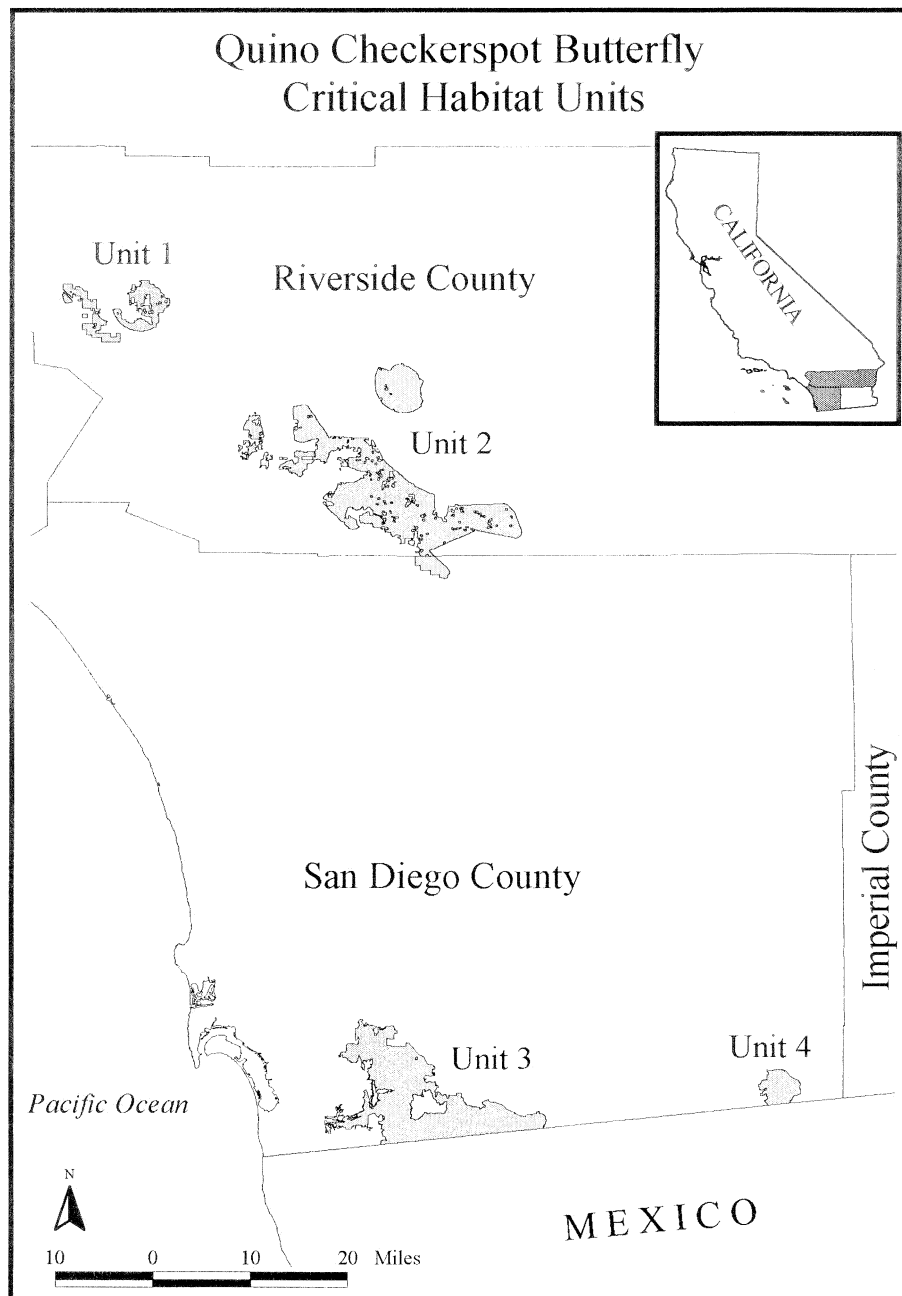 Quino Checkerspot Butterfly
Critical Habitat Units
CALIFORNIA
Unit 1
Riverside County
Unit 2
San Diego County
Imperial County
Unit 3
Unit 4
Pacific Ocean
N
MEXICO
10 0 10 20 Miles